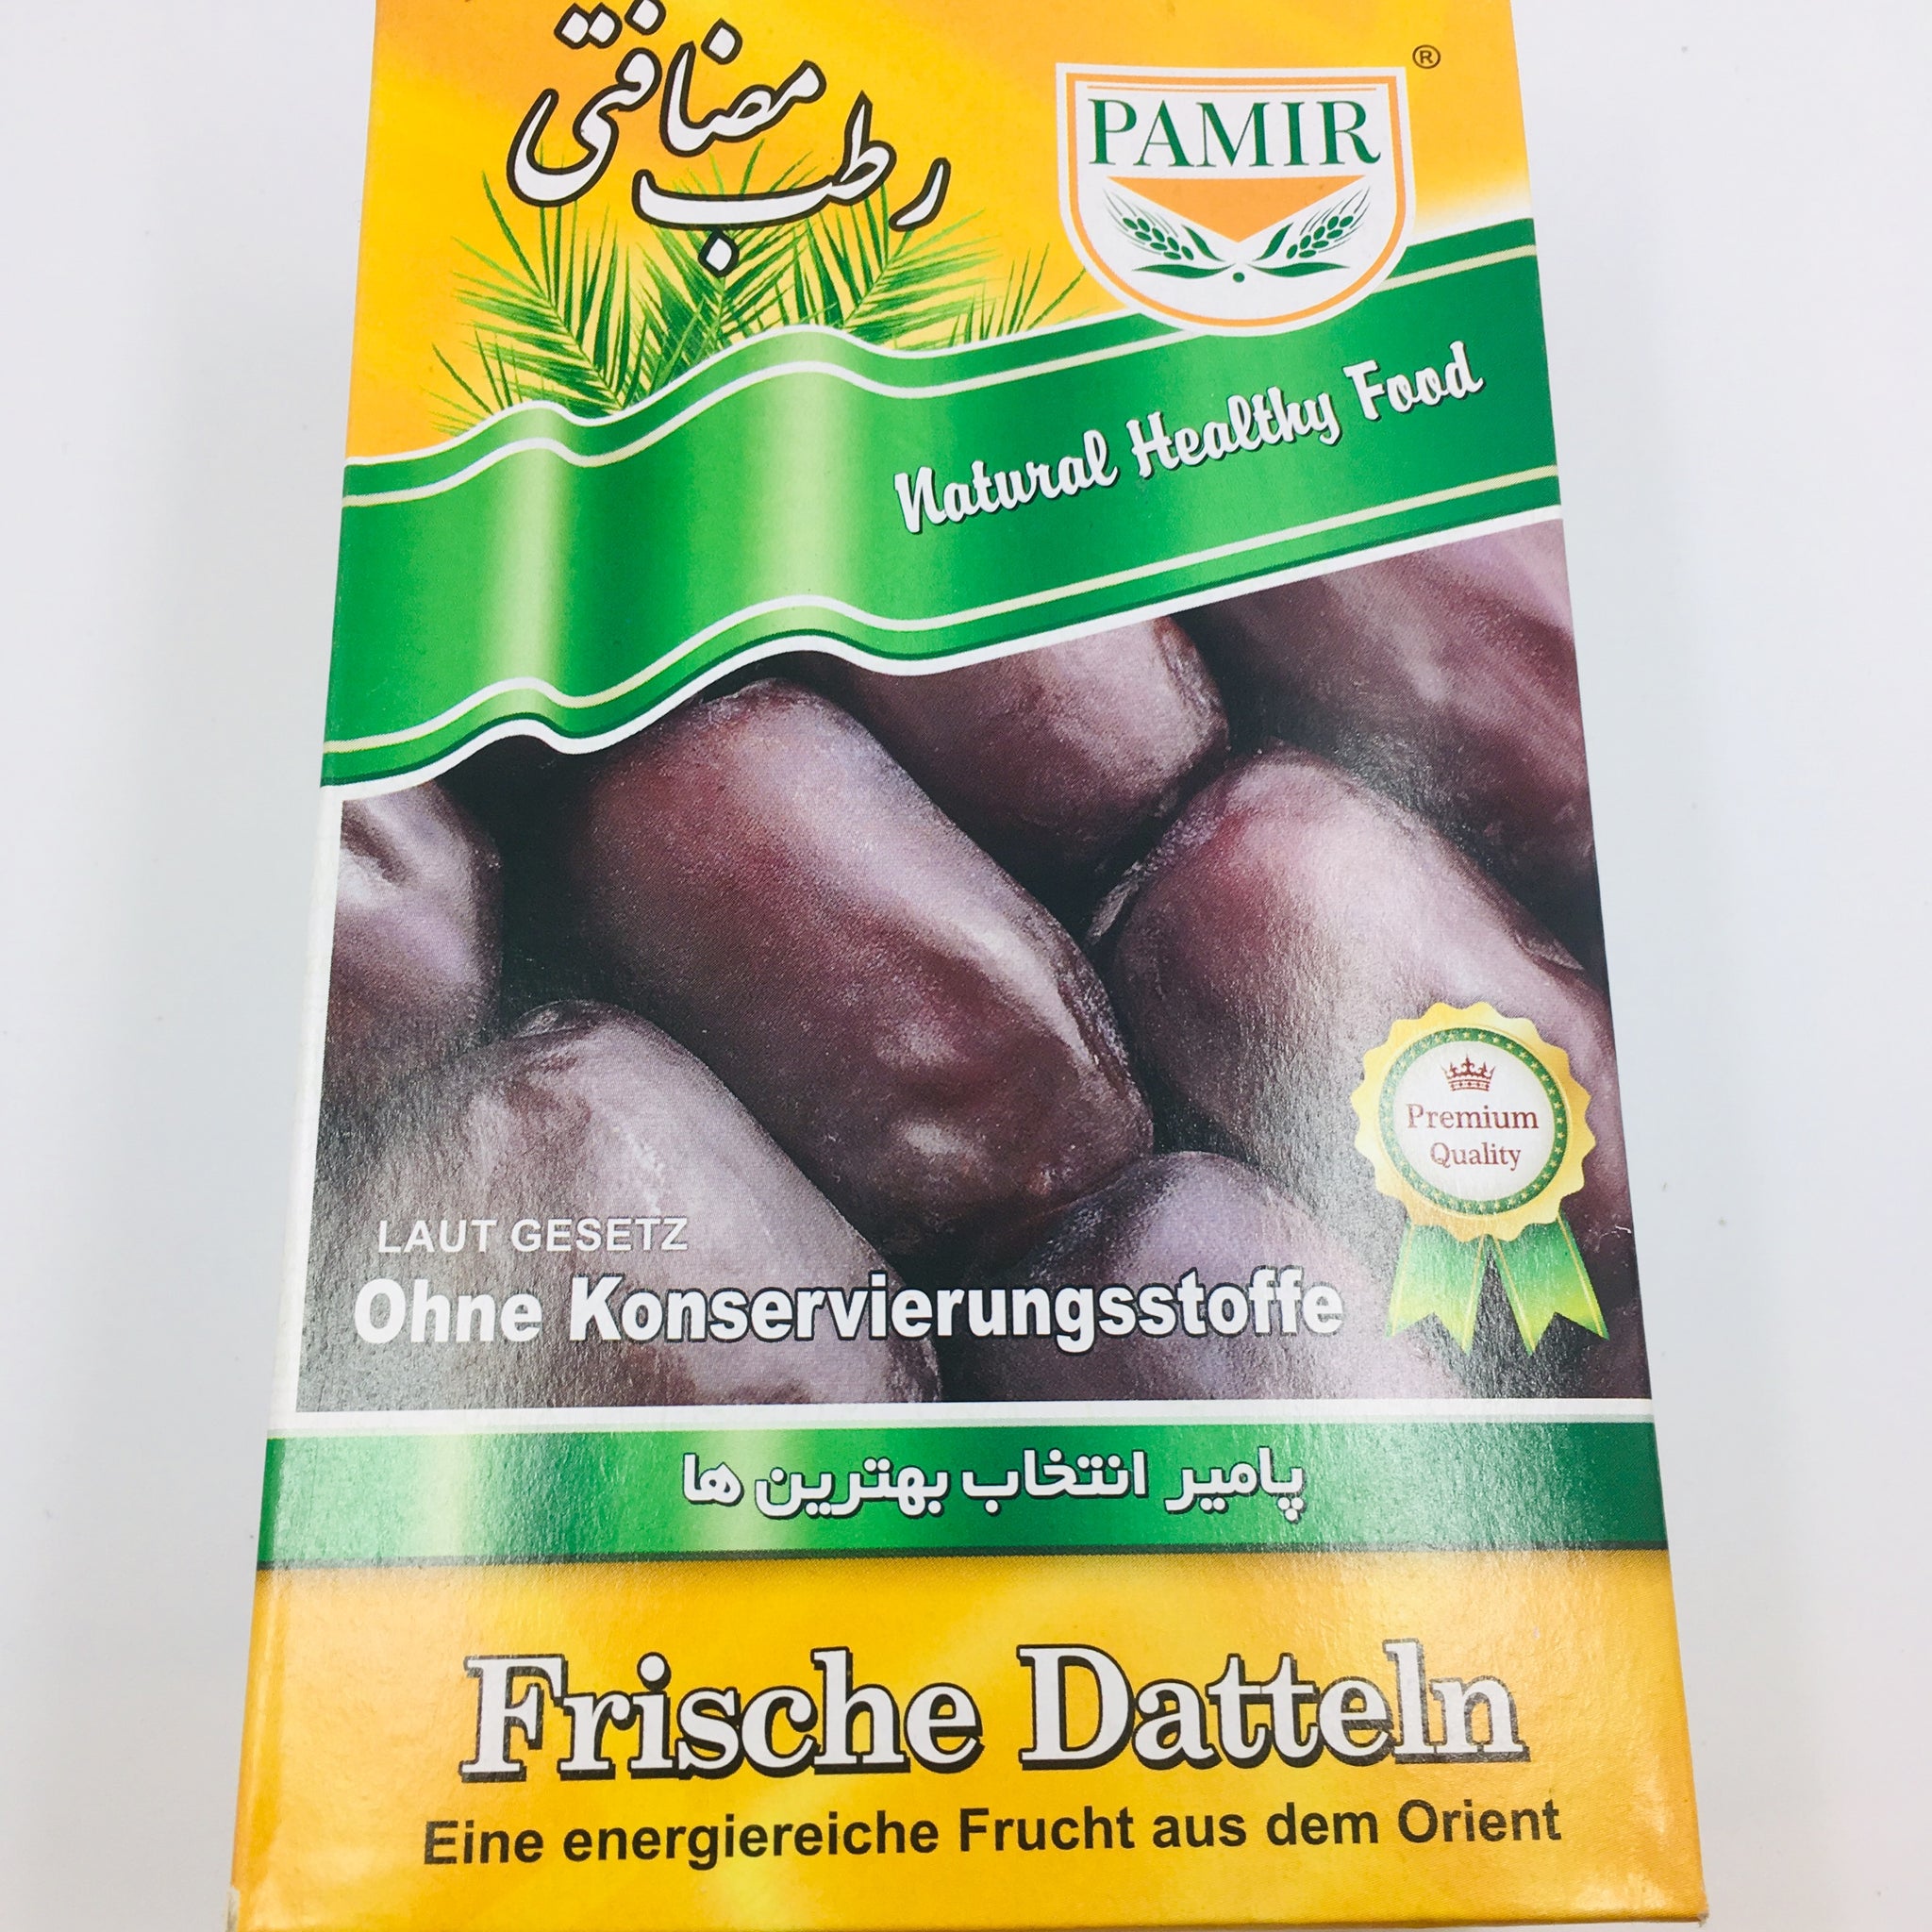 رطب مضافتی
PAMIR ®
Natural Healthy Food
Premium
Quality
LAUT GESETZ
Ohne Konservierungsstoffe
پامیر انتخاب بهترین ها
Frische Datteln
Eine energiereiche Frucht aus dem Orient